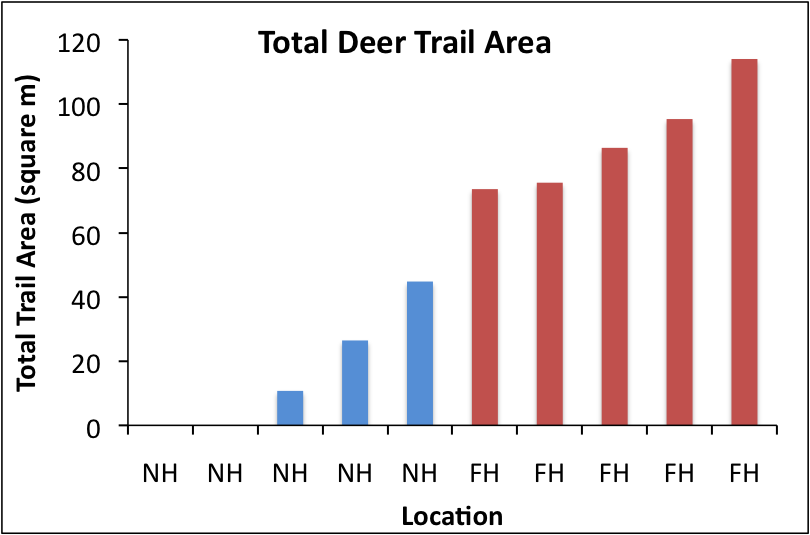 Total Deer Trail Area
Total Trail Area (square m)
120
100
80
60
40
20
0
NH NH NH NH NH FH FH FH FH FH
Location